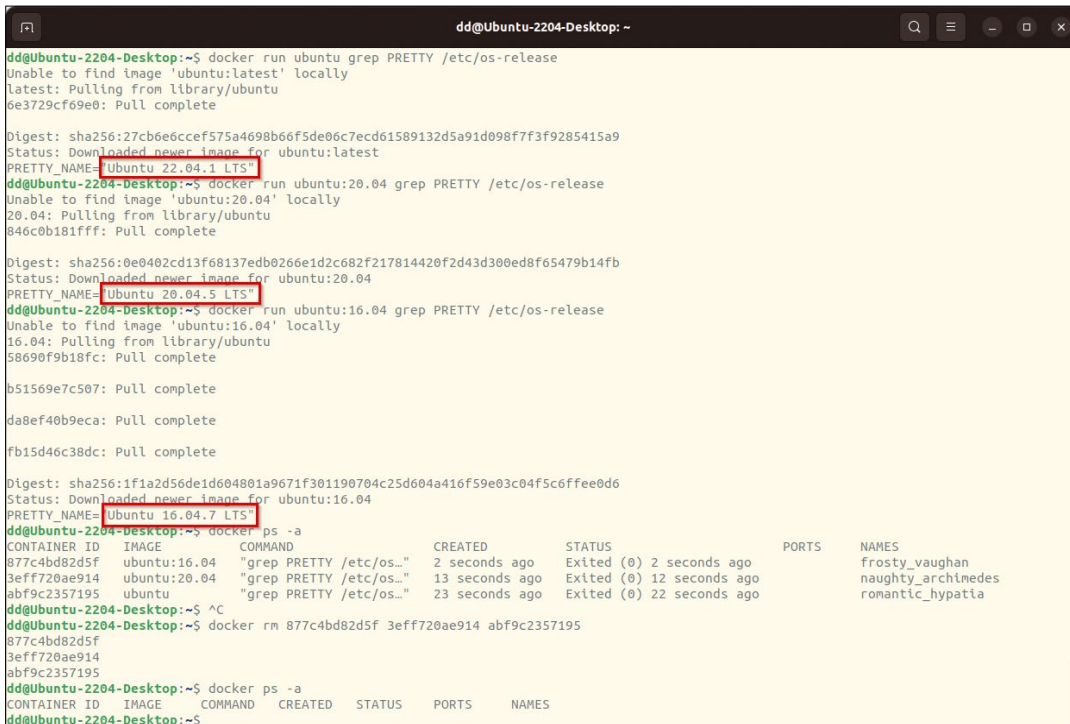 dd@Ubuntu-2204-Desktop: ~
dd@Ubuntu-2204-Desktop:~$ docker run ubuntu grep PRETTY /etc/os-release
Unable to find image 'ubuntu:latest' locally
latest: Pulling from library/ubuntu
6e3729cf69e0: Pull complete
Digest: sha256:27cb6e6ccef575a4698b66f5de06c7ecd61589132d5a91d098f7f3f9285415a9
Status: Downloaded newer image for ubuntu:latest
PRETTY_NAME="Ubuntu 22.04.1 LTS"
dd@Ubuntu-2204-Desktop:~$ docker run ubuntu:20.04 grep PRETTY /etc/os-release
Unable to find image 'ubuntu:20.04' locally
20.04: Pulling from library/ubuntu
846c0b181fff: Pull complete
Digest: sha256:0e0402cd13f68137edb0266e1d2c682f217814420f2d43d300ed8f65479b14fb
Status: Downloaded newer image for ubuntu:20.04
PRETTY_NAME="Ubuntu 20.04.5 LTS"
dd@Ubuntu-2204-Desktop:~$ docker run ubuntu:16.04 grep PRETTY /etc/os-release
Unable to find image 'ubuntu:16.04' locally
16.04: Pulling from library/ubuntu
58690f9b18fc: Pull complete
b51569e7c507: Pull complete
da8ef40b9eca: Pull complete
fb15d46c38dc: Pull complete
Digest: sha256:1f1a2d56de1d604801a9671f301190704c25d604a416f59e03c04f5c6ffee0d6
Status: Downloaded newer image for ubuntu:16.04
PRETTY_NAME="Ubuntu 16.04.7 LTS"
dd@Ubuntu-2204-Desktop:~$ docker ps -a
CONTAINER ID   IMAGE          COMMAND                  CREATED          STATUS                      PORTS     NAMES
877c4bd82d5f   ubuntu:16.04   "grep PRETTY /etc/os…"   2 seconds ago    Exited (0) 2 seconds ago              frosty_vaughan
3eff720ae914   ubuntu:20.04   "grep PRETTY /etc/os…"   13 seconds ago   Exited (0) 12 seconds ago             naughty_archimedes
abf9c2357195   ubuntu         "grep PRETTY /etc/os…"   23 seconds ago   Exited (0) 22 seconds ago             romantic_hypatia
dd@Ubuntu-2204-Desktop:~$ ^C
dd@Ubuntu-2204-Desktop:~$ docker rm 877c4bd82d5f 3eff720ae914 abf9c2357195
877c4bd82d5f
3eff720ae914
abf9c2357195
dd@Ubuntu-2204-Desktop:~$ docker ps -a
CONTAINER ID   IMAGE     COMMAND   CREATED   STATUS    PORTS     NAMES
dd@Ubuntu-2204-Desktop:~$